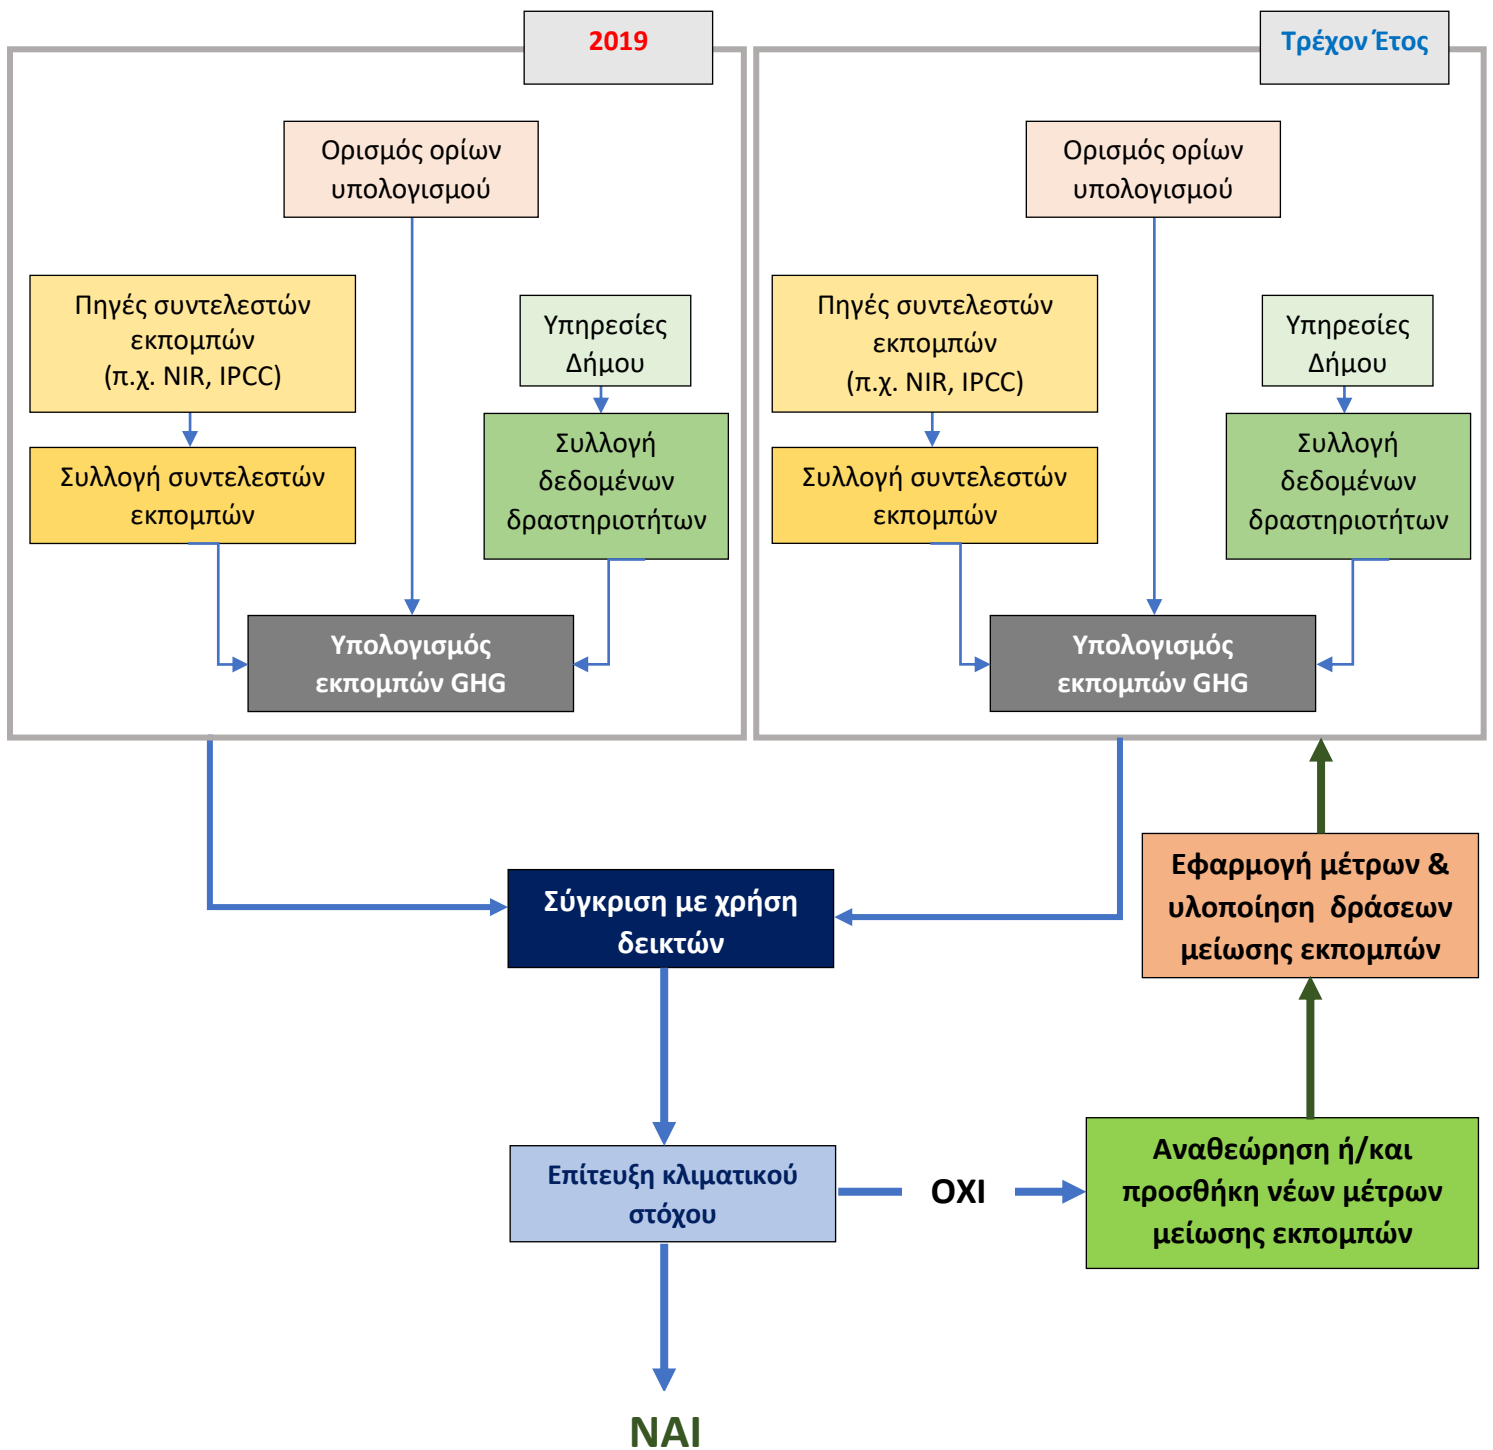 2019
Ορισμός ορίων
υπολογισμού
Πηγές συντελεστών
εκπομπών
(π.χ. NIR, IPCC)
Υπηρεσίες
Δήμου
Συλλογή συντελεστών
εκπομπών
Συλλογή
δεδομένων
δραστηριοτήτων
Υπολογισμός
εκπομπών GHG
Τρέχον Έτος
Ορισμός ορίων
υπολογισμού
Πηγές συντελεστών
εκπομπών
(π.χ. NIR, IPCC)
Υπηρεσίες
Δήμου
Συλλογή συντελεστών
εκπομπών
Συλλογή
δεδομένων
δραστηριοτήτων
Υπολογισμός
εκπομπών GHG
Σύγκριση με χρήση
δεικτών
Εφαρμογή μέτρων &
υλοποίηση δράσεων
μείωσης εκπομπών
Επίτευξη κλιματικού
στόχου
ΟΧΙ
Αναθεώρηση ή/και
προσθήκη νέων μέτρων
μείωσης εκπομπών
ΝΑΙ